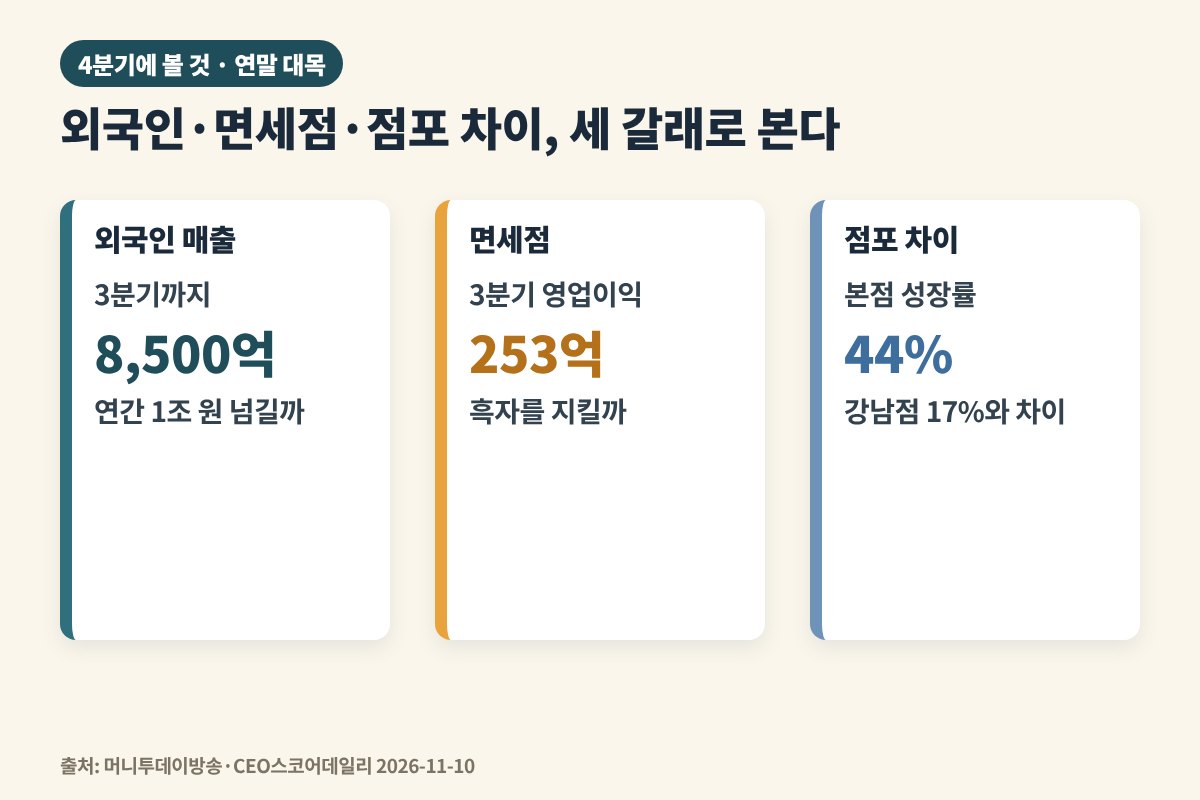 4분기에 볼 것 · 연말 대목
외국인·면세점·점포 차이, 세 갈래로 본다
외국인 매출
3분기까지
8,500억
연간 1조 원 넘길까
면세점
3분기 영업이익
253억
흑자를 지킬까
점포 차이
본점 성장률
44%
강남점 17%와 차이
출처: 머니투데이방송·CEO스코어데일리 2026-11-10